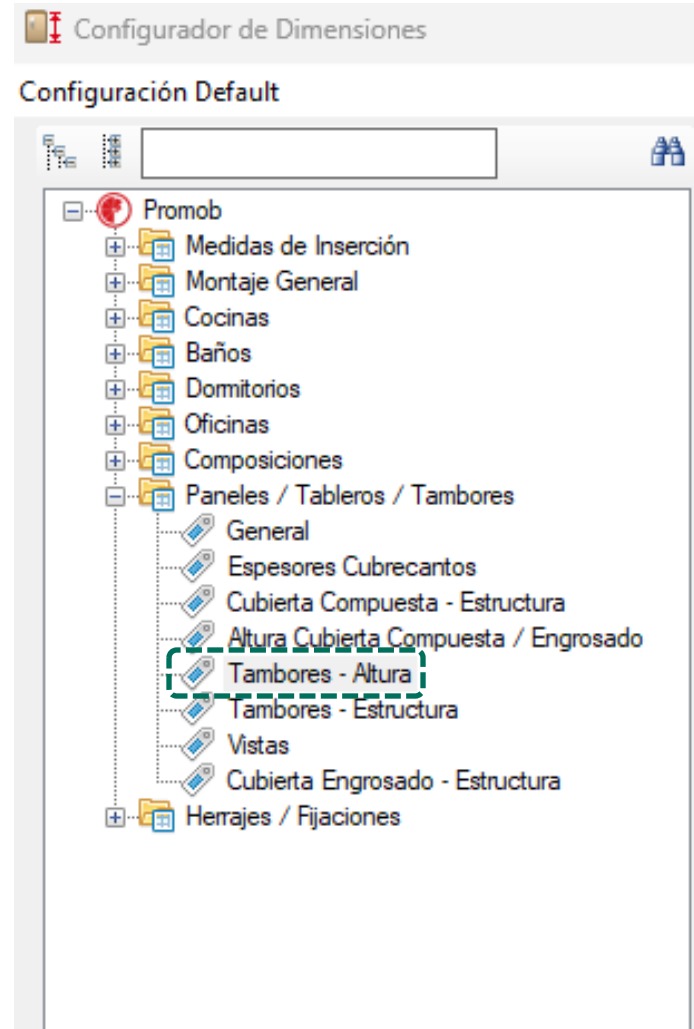 Configurador de Dimensiones
Configuración Default
Promob
Medidas de Inserción
Montaje General
Cocinas
Baños
Dormitorios
Oficinas
Composiciones
Paneles / Tableros / Tambores
General
Espesores Cubrecantos
Cubierta Compuesta - Estructura
Altura Cubierta Compuesta / Engrosado
Tambores - Altura
Tambores - Estructura
Vistas
Cubierta Engrosado - Estructura
Herrajes / Fijaciones